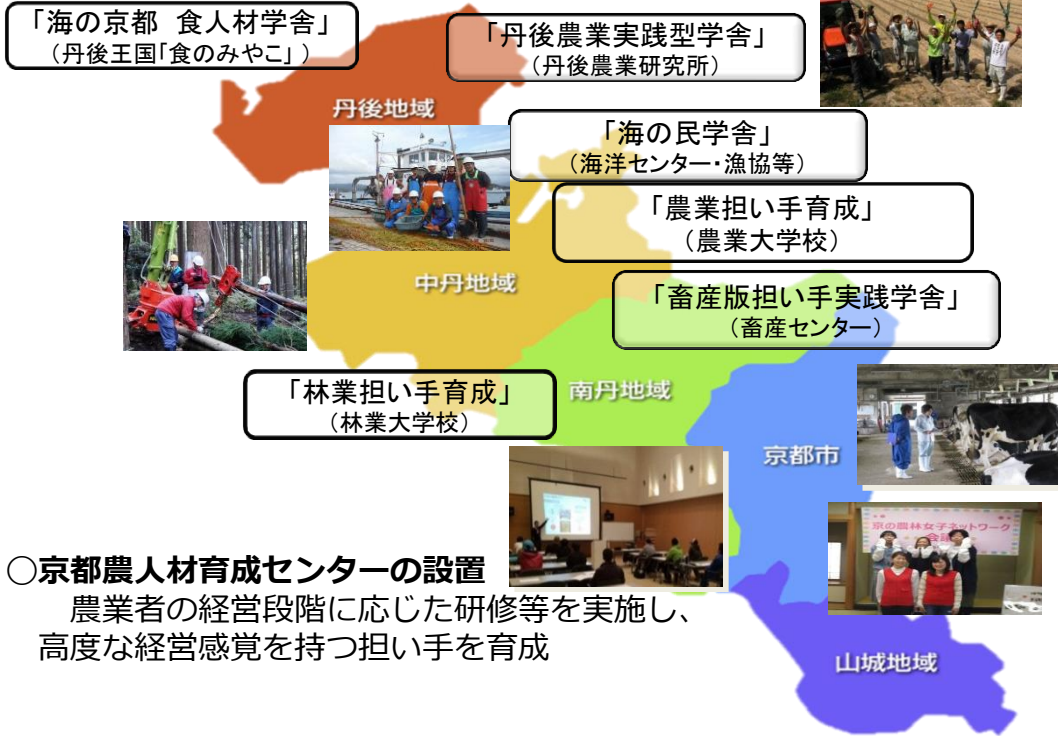 「海の京都　食人材学舎」
（丹後王国「食のみやこ」）
「丹後農業実践型学舎」
（丹後農業研究所）
丹後地域
「海の民学舎」
（海洋センター・漁協等）
「農業担い手育成」
（農業大学校）
中丹地域
「畜産版担い手実践学舎」
（畜産センター）
「林業担い手育成」
（林業大学校）
南丹地域
京都市
京の農林女子ネットワーク
○京都農人材育成センターの設置
農業者の経営段階に応じた研修等を実施し、
高度な経営感覚を持つ担い手を育成
山城地域